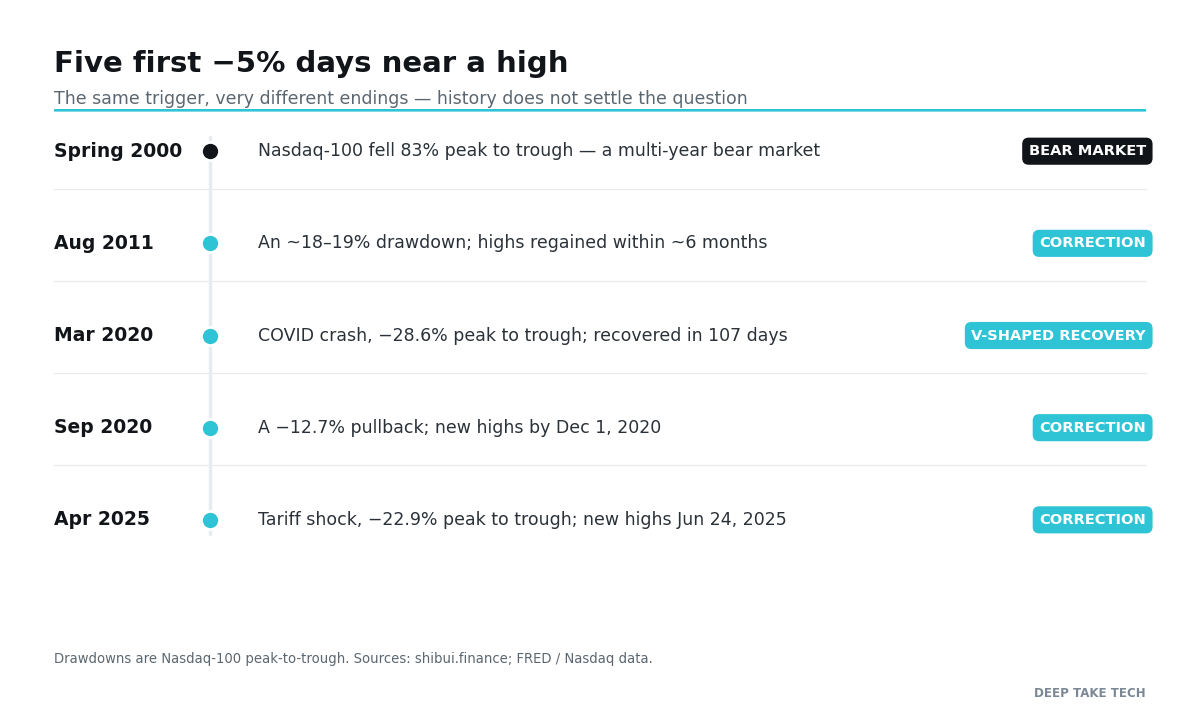 Five first −5% days near a high
The same trigger, very different endings — history does not settle the question
Spring 2000 Nasdaq-100 fell 83% peak to trough — a multi-year bear market BEAR MARKET
Aug 2011 An ~18–19% drawdown; highs regained within ~6 months CORRECTION
Mar 2020 COVID crash, −28.6% peak to trough; recovered in 107 days V-SHAPED RECOVERY
Sep 2020 A −12.7% pullback; new highs by Dec 1, 2020 CORRECTION
Apr 2025 Tariff shock, −22.9% peak to trough; new highs Jun 24, 2025 CORRECTION
Drawdowns are Nasdaq-100 peak-to-trough. Sources: shibui.finance; FRED / Nasdaq data.
DEEP TAKE TECH